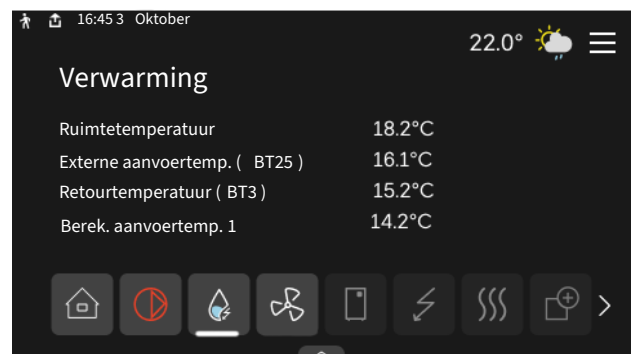 16:45 3 Oktober
22.0°
Verwarming
Ruimtetemperatuur 18.2°C
Externe aanvoertemp. ( BT25 ) 16.1°C
Retourtemperatuur ( BT3 ) 15.2°C
Berek. aanvoertemp. 1 14.2°C